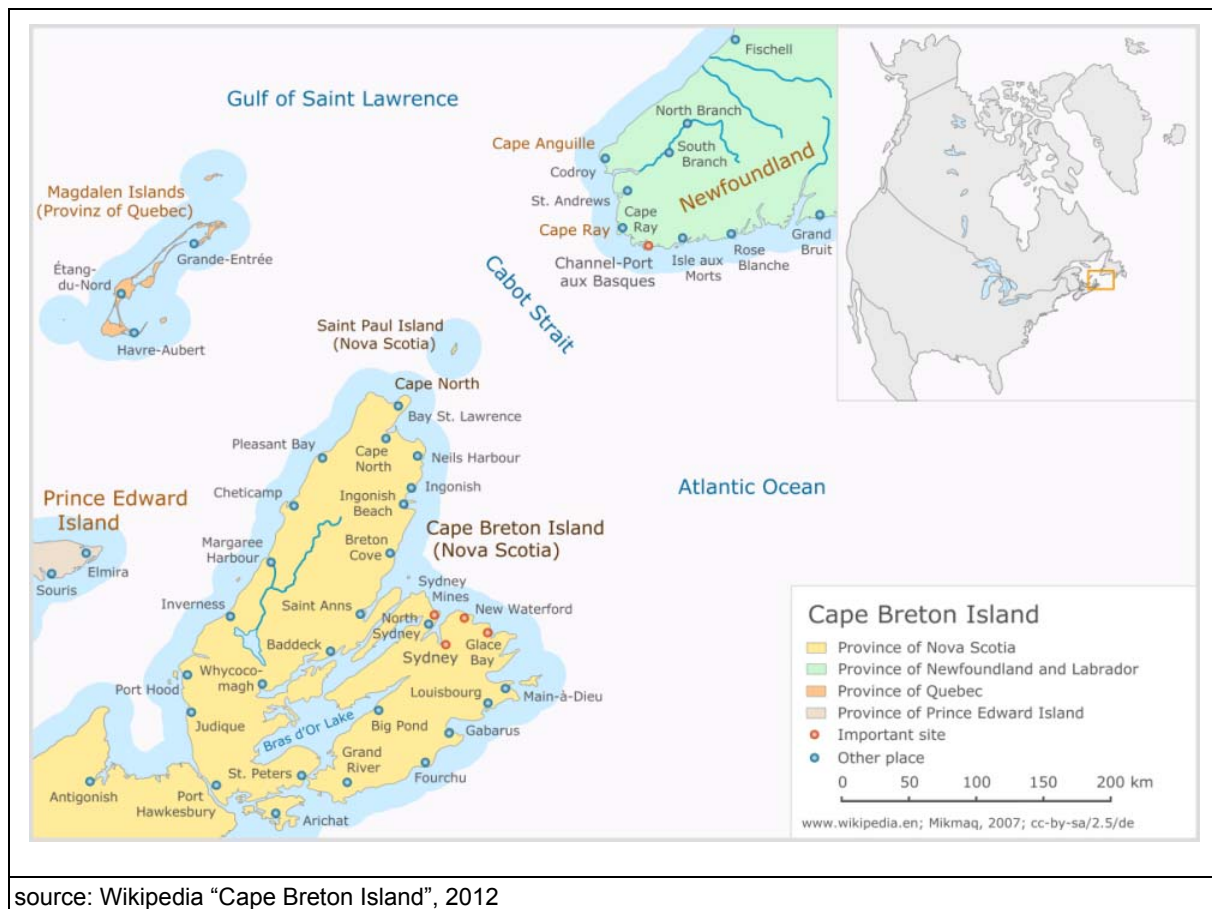 Fischell
Gulf of Saint Lawrence
North Branch
Cape Anguille
South
Branch
Codroy
Newfoundland
Magdalen Islands
(Provinz of Quebec)
St. Andrews
Cape
Ray
Cape Ray
Grande-Entrée
Channel-Port
aux Basques
Isle aux
Morts
Rose
Blanche
Grand
Bruit
Étang-
du-Nord
Cabot Strait
Havre-Aubert
Saint Paul Island
(Nova Scotia)
Cape North
Bay St. Lawrence
Pleasant Bay
Cape
North
Neils Harbour
Cheticamp
Ingonish
Ingonish
Beach
Atlantic Ocean
Prince Edward
Island
Cape Breton Island
(Nova Scotia)
Margaree
Harbour
Breton
Cove
Elmira
Souris
Sydney
Mines
New Waterford
Inverness
Saint Anns
North
Sydney
Baddeck
Sydney
Glace
Bay
Whycoco-
magh
Port Hood
Louisbourg
Main-à-Dieu
Judique
Bras d'Or Lake
Big Pond
Gabarus
Grand
River
St. Peters
Fourchu
Antigonish
Port
Hawkesbury
Arichat
Cape Breton Island
Province of Nova Scotia
Province of Newfoundland and Labrador
Province of Quebec
Province of Prince Edward Island
Important site
Other place
0 50 100 150 200 km
www.wikipedia.en; Mikmaq, 2007; cc-by-sa/2.5/de
source: Wikipedia “Cape Breton Island”, 2012